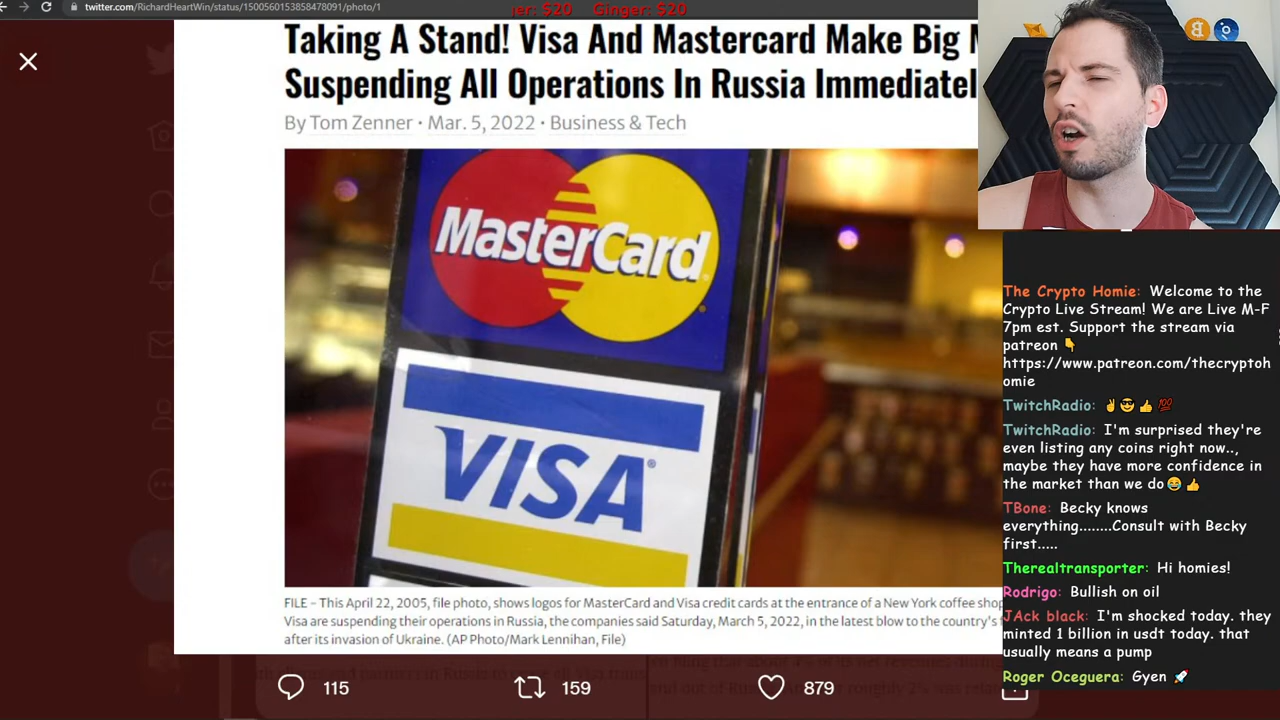 twitter.com/RichardHeartWin/status/1500560153858478091/photo/1
er: $20 Ginger: $20
Taking A Stand! Visa And Mastercard Make Big
Suspending All Operations In Russia Immediatel
By Tom Zenner · Mar. 5, 2022 · Business & Tech
MasterCard
VISA
FILE – This April 22, 2005, file photo, shows logos for MasterCard and Visa credit cards at the entrance of a New York coffee shop
Visa are suspending their operations in Russia, the companies said Saturday, March 5, 2022, in the latest blow to the country's
after its invasion of Ukraine. (AP Photo/Mark Lennihan, File)
115 159 879
The Crypto Homie: Welcome to the
Crypto Live Stream! We are Live M-F
7pm est. Support the stream via
patreon 👇
https://www.patreon.com/thecryptoh
omie
TwitchRadio: ✌😎👍💯
TwitchRadio: I'm surprised they're
even listing any coins right now..,
maybe they have more confidence in
the market than we do😂👍
TBone: Becky knows
everything........Consult with Becky
first.....
Therealtransporter: Hi homies!
Rodrigo: Bullish on oil
JAck black: I'm shocked today. they
minted 1 billion in usdt today. that
usually means a pump
Roger Oceguera: Gyen 🚀